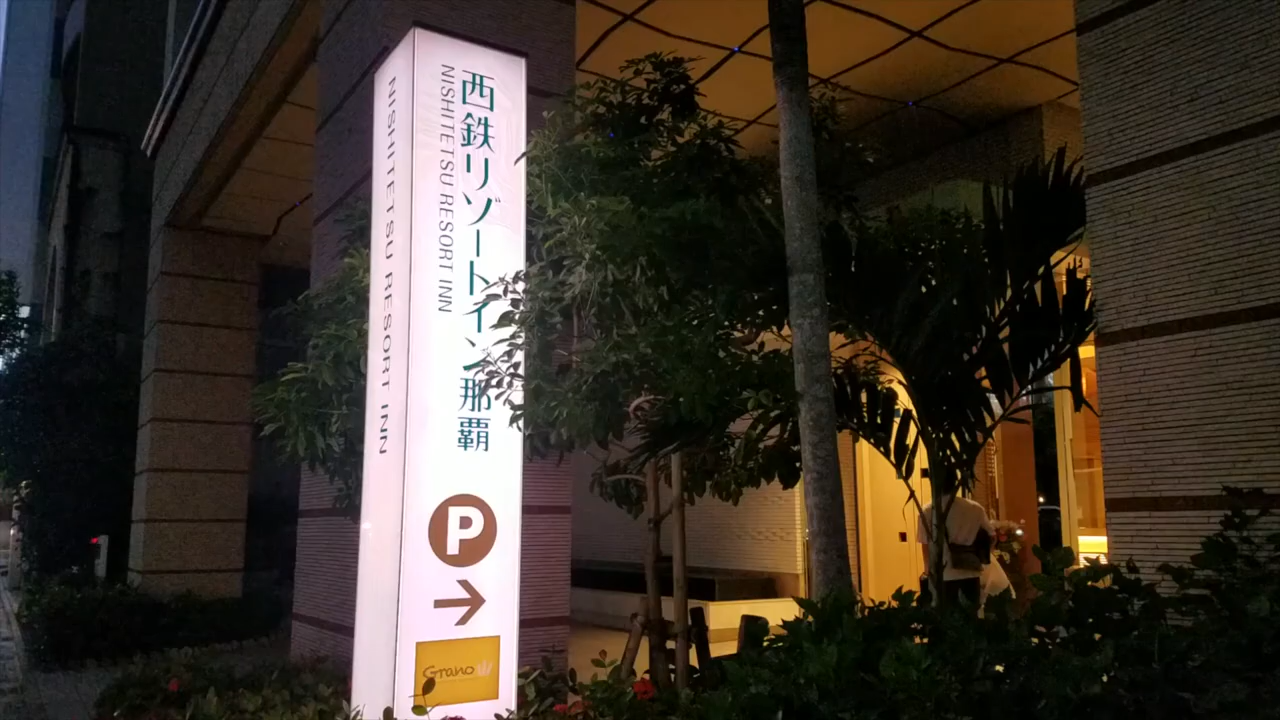 西鉄リゾートイン那覇
NISHITETSU RESORT INN
NISHITETSU RESORT INN
P
→
Grano